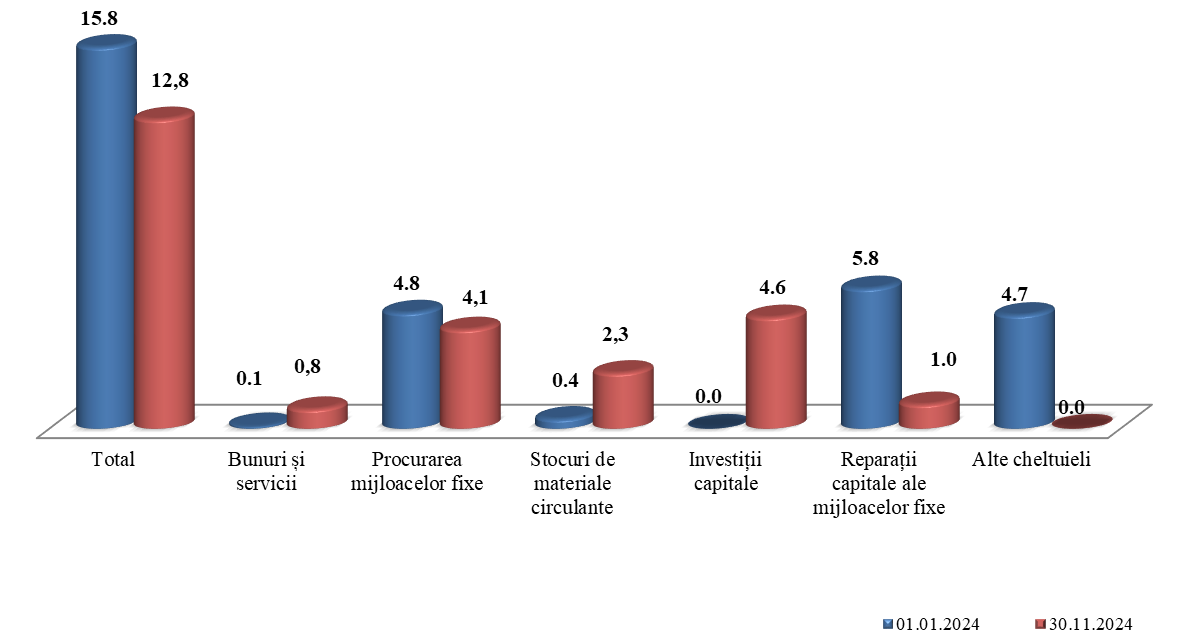 15.8
12,8
0.1
0,8
4.8
4,1
0.4
2,3
0.0
4.6
5.8
1.0
4.7
0.0
Total
Bunuri și
servicii
Procurarea
mijloacelor fixe
Stocuri de
materiale
circulante
Investiții
capitale
Reparații
capitale ale
mijloacelor fixe
Alte cheltuieli
01.01.2024
30.11.2024